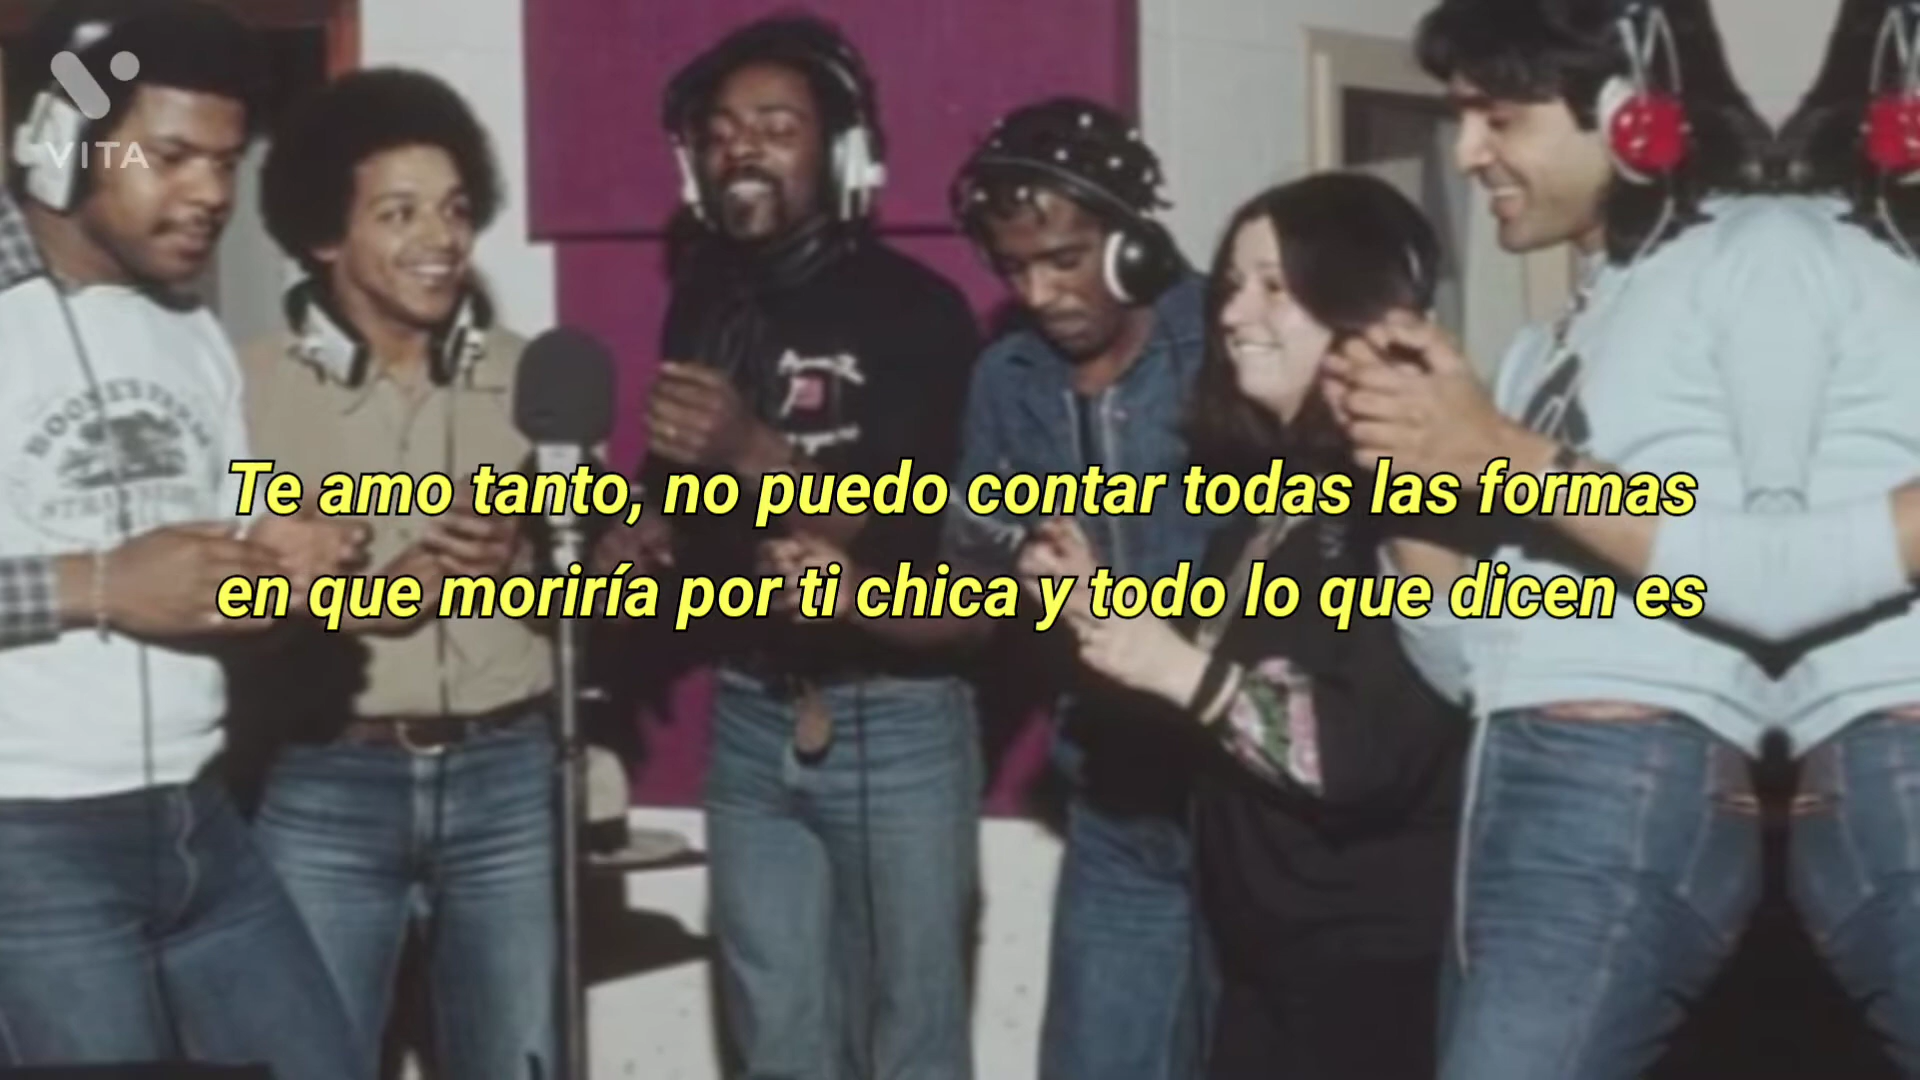 VITA
Te amo tanto, no puedo contar todas las formas
en que moriría por ti chica y todo lo que dicen es